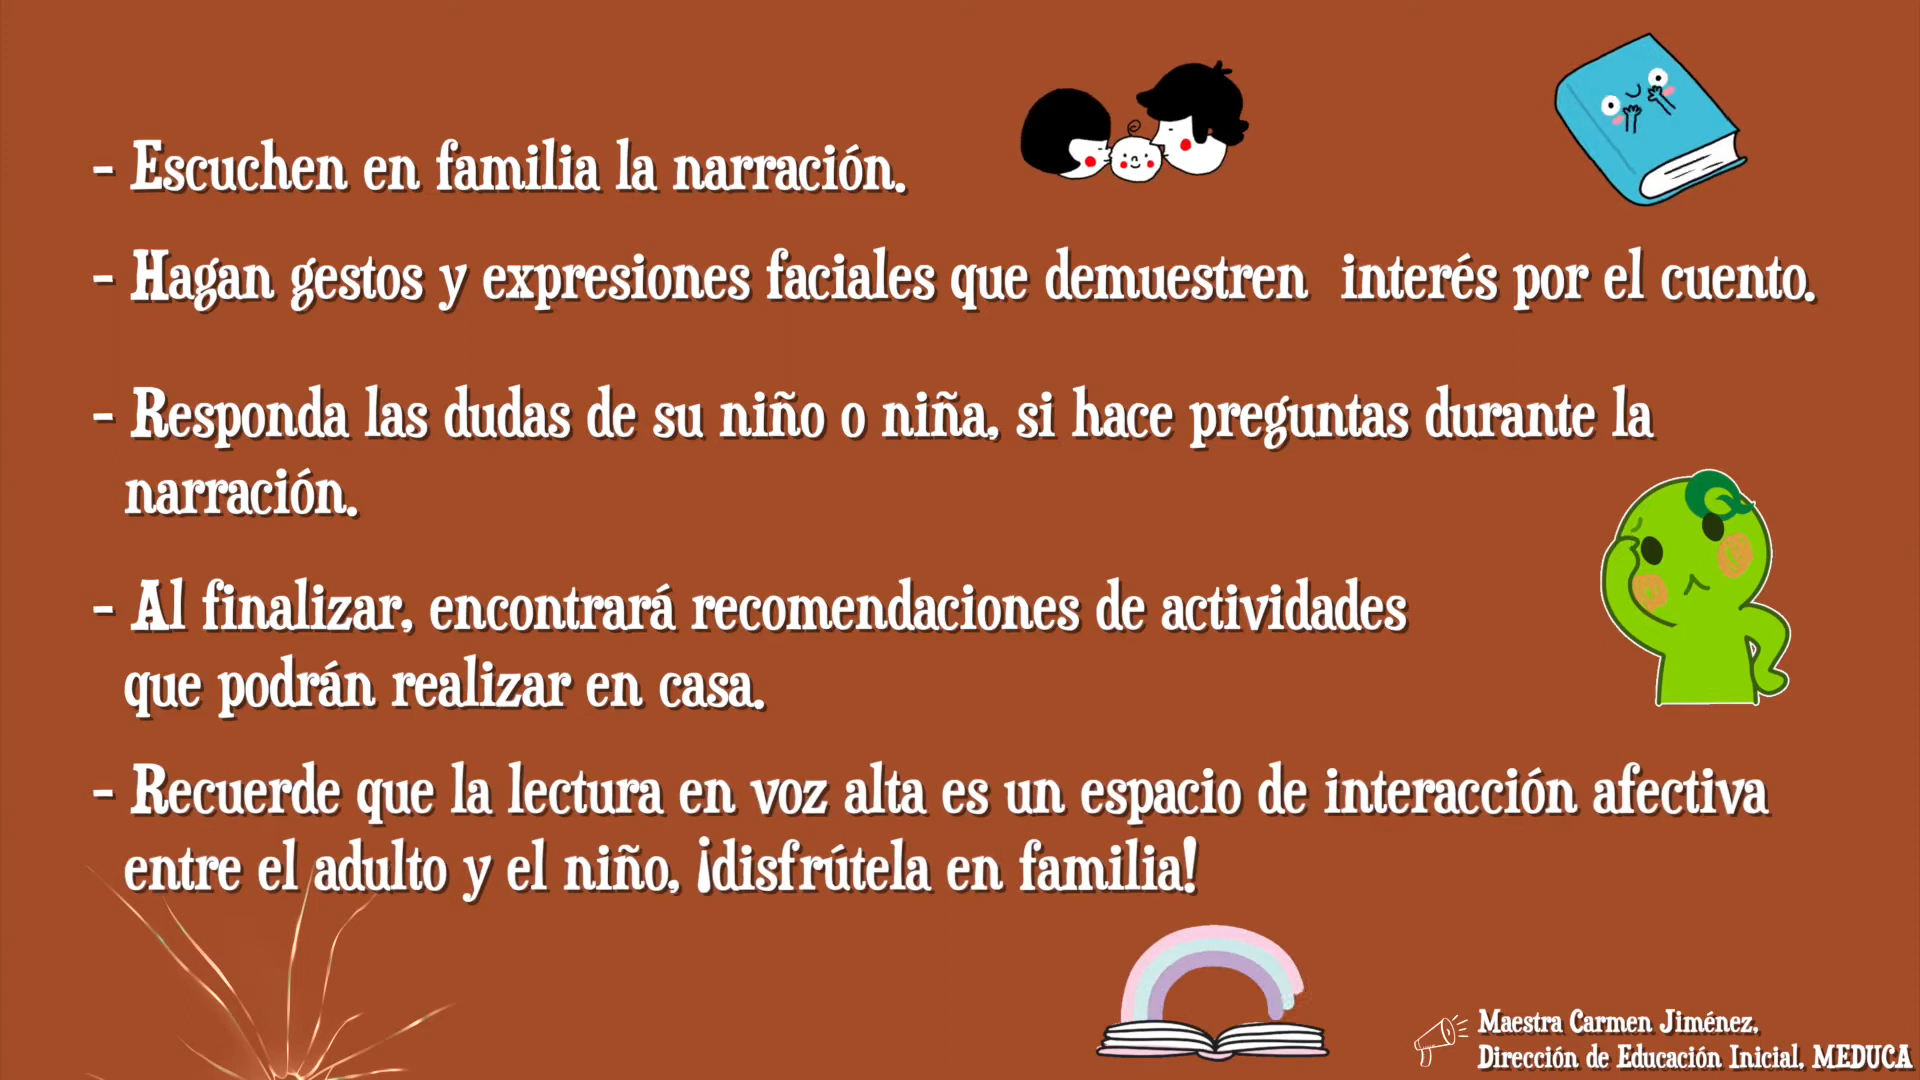 - Escuchen en familia la narración.
- Hagan gestos y expresiones faciales que demuestren  interés por el cuento.
- Responda las dudas de su niño o niña, si hace preguntas durante la
narración.
- Al finalizar, encontrará recomendaciones de actividades
que podrán realizar en casa.
- Recuerde que la lectura en voz alta es un espacio de interacción afectiva
entre el adulto y el niño, ¡disfrútela en familia!
Maestra Carmen Jiménez,
Dirección de Educación Inicial, MEDUCA